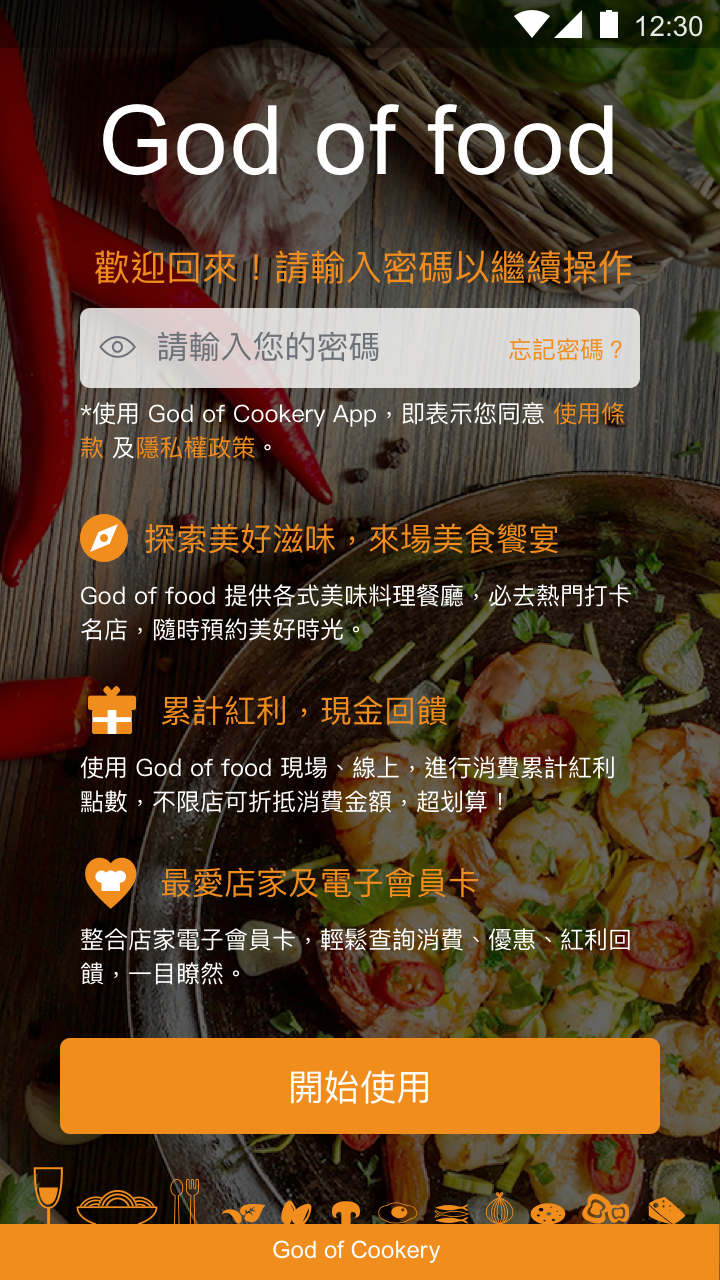 12:30
God of food
歡迎回來！請輸入密碼以繼續操作
請輸入您的密碼 忘記密碼？
*使用 God of Cookery App，即表示您同意 使用條
款 及隱私權政策。
探索美好滋味，來場美食饗宴
God of food 提供各式美味料理餐廳，必去熱門打卡
名店，隨時預約美好時光。
累計紅利，現金回饋
使用 God of food 現場、線上，進行消費累計紅利
點數，不限店可折抵消費金額，超划算！
最愛店家及電子會員卡
整合店家電子會員卡，輕鬆查詢消費、優惠、紅利回
饋，一目瞭然。
開始使用
God of Cookery